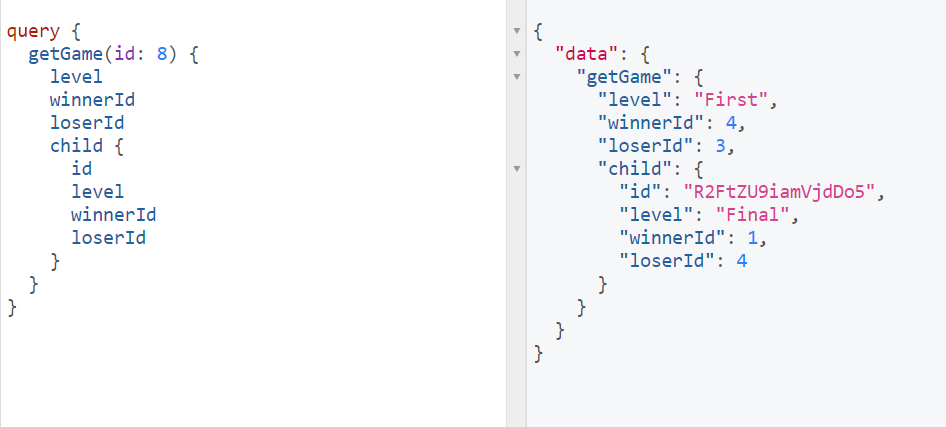 query {
  getGame(id: 8) {
    level
    winnerId
    loserId
    child {
      id
      level
      winnerId
      loserId
    }
  }
}
{
  "data": {
    "getGame": {
      "level": "First",
      "winnerId": 4,
      "loserId": 3,
      "child": {
        "id": "R2FtZU9iamVjdDo5",
        "level": "Final",
        "winnerId": 1,
        "loserId": 4
      }
    }
  }
}